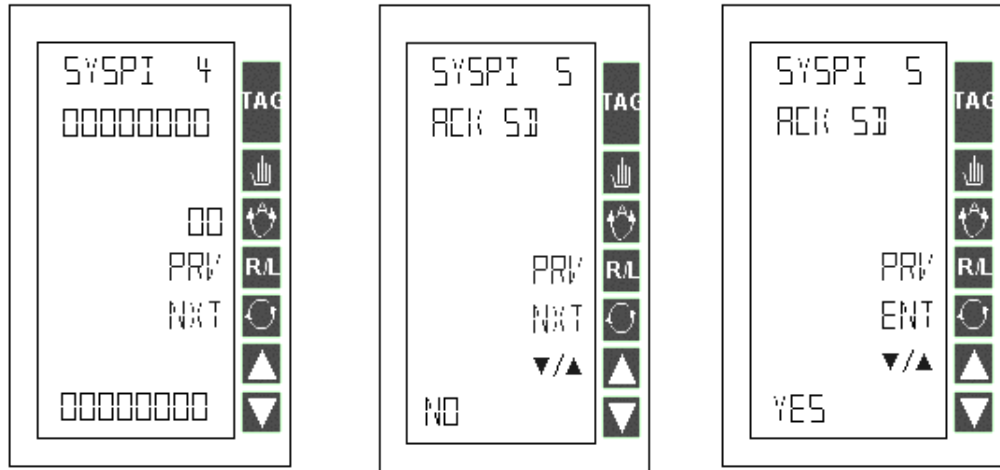 SYSPI 4
00000000
00
PRV
NXT
00000000
TAG
R/L
SYSPI 5
ACK SD
PRV
NXT
▼/▲
NO
TAG
R/L
SYSPI 5
ACK SD
PRV
ENT
▼/▲
YES
TAG
R/L